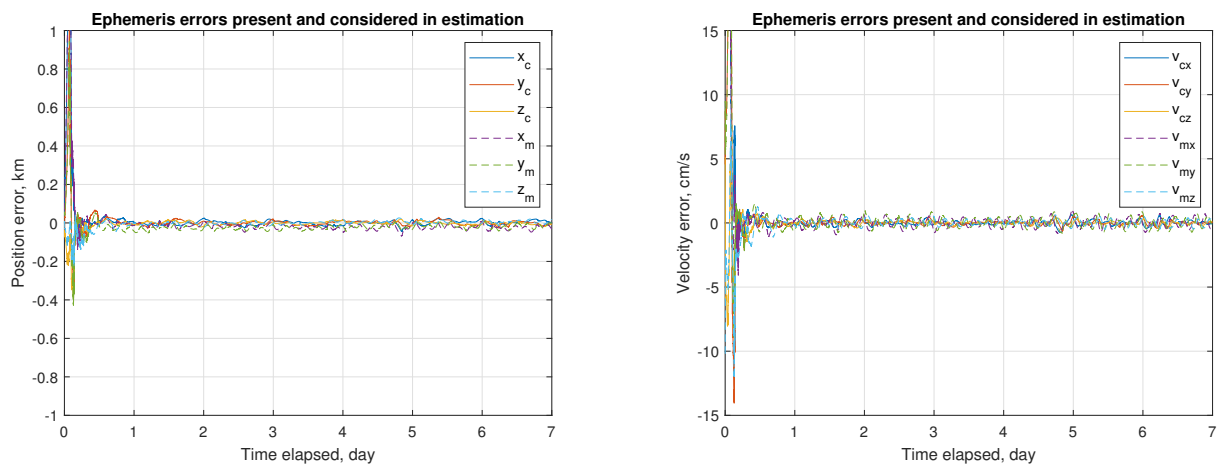 Ephemeris errors present and considered in estimation
Position error, km
1
0.8
0.6
0.4
0.2
0
-0.2
-0.4
-0.6
-0.8
-1
x_c
y_c
z_c
x_m
y_m
z_m
0 1 2 3 4 5 6 7
Time elapsed, day
Ephemeris errors present and considered in estimation
Velocity error, cm/s
15
10
5
0
-5
-10
-15
v_cx
v_cy
v_cz
v_mx
v_my
v_mz
0 1 2 3 4 5 6 7
Time elapsed, day